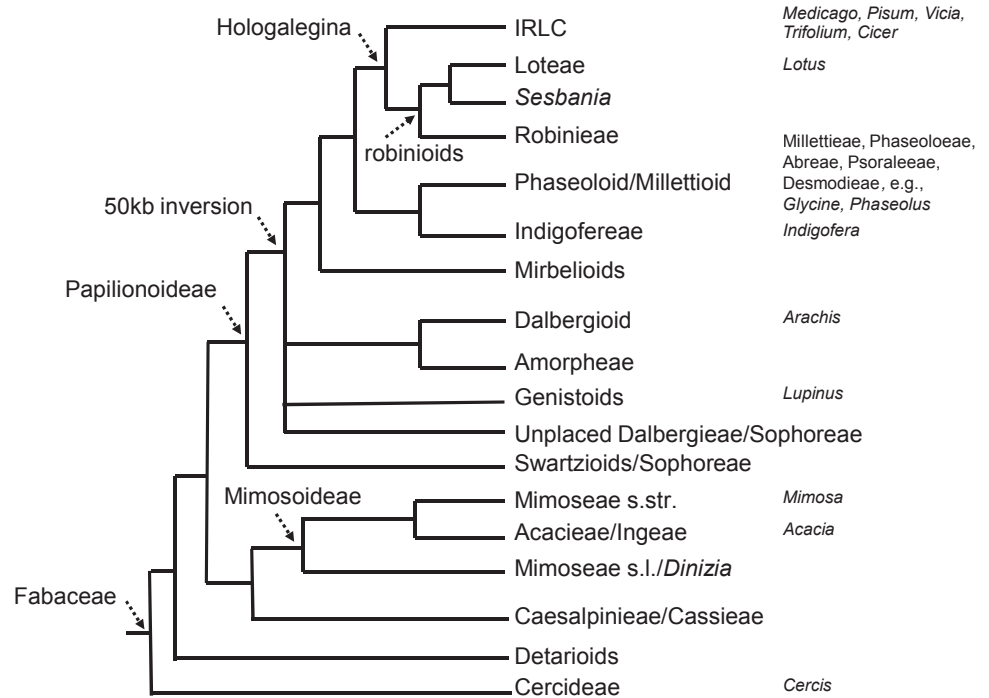 Hologalegina
IRLC
Medicago, Pisum, Vicia,
Trifolium, Cicer
Loteae
Lotus
Sesbania
Robinieae
robinioids
Millettieae, Phaseoloeae,
Abreae, Psoraleeae,
Desmodieae, e.g.,
Glycine, Phaseolus
Phaseoloid/Millettioid
50kb inversion
Indigofereae
Indigofera
Mirbelioids
Papilionoideae
Dalbergioid
Arachis
Amorpheae
Genistoids
Lupinus
Unplaced Dalbergieae/Sophoreae
Swartzioids/Sophoreae
Mimosoideae
Mimoseae s.str.
Mimosa
Acacieae/Ingeae
Acacia
Mimoseae s.l./Dinizia
Fabaceae
Caesalpinieae/Cassieae
Detarioids
Cercideae
Cercis